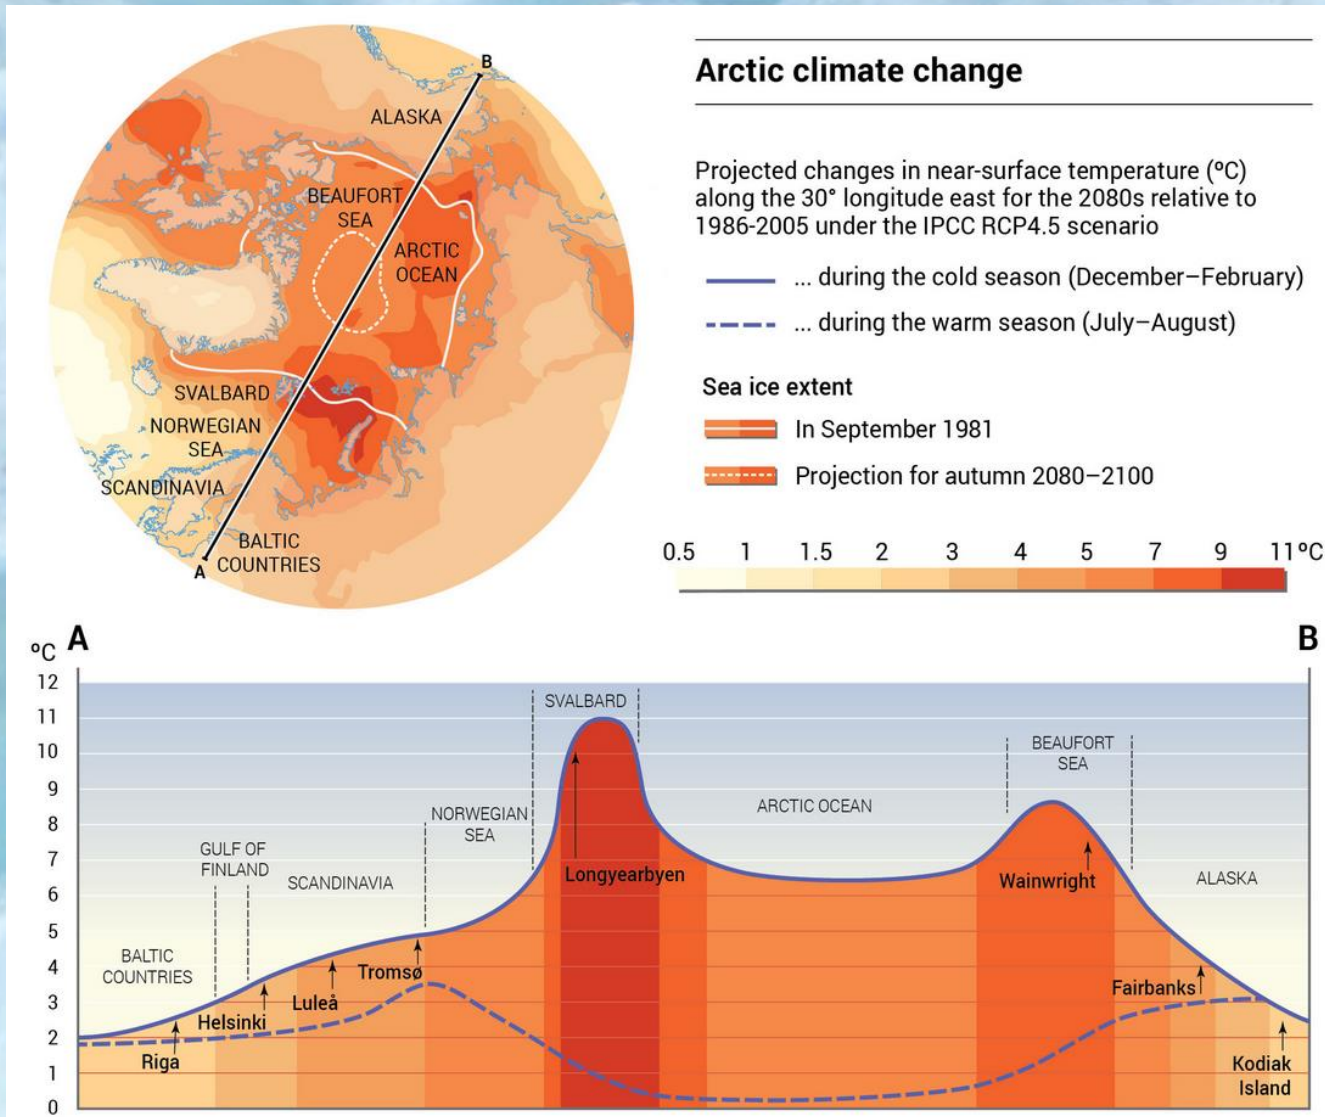 B
ALASKA
BEAUFORT
SEA
ARCTIC
OCEAN
SVALBARD
NORWEGIAN
SEA
SCANDINAVIA
BALTIC
COUNTRIES
A
Arctic climate change
Projected changes in near-surface temperature (ºC)
along the 30° longitude east for the 2080s relative to
1986-2005 under the IPCC RCP4.5 scenario
... during the cold season (December–February)
... during the warm season (July–August)
Sea ice extent
In September 1981
Projection for autumn 2080–2100
0.5 1 1.5 2 3 4 5 7 9 11ºC
A
B
ºC
12
11
10
9
8
7
6
5
4
3
2
1
0
BALTIC
COUNTRIES
GULF OF
FINLAND
SCANDINAVIA
NORWEGIAN
SEA
SVALBARD
ARCTIC OCEAN
BEAUFORT
SEA
ALASKA
Riga
Helsinki
Luleå
Tromsø
Longyearbyen
Wainwright
Fairbanks
Kodiak
Island